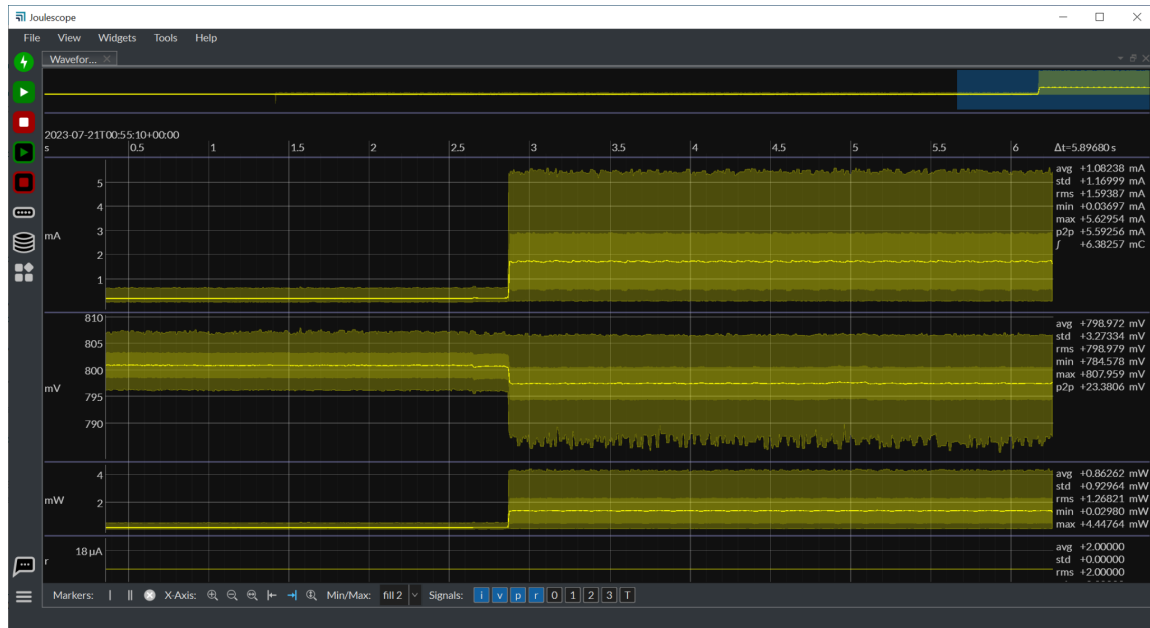 Joulescope
File View Widgets Tools Help
Wavefor...
2023-07-21T00:55:10+00:00
s 0.5 1 1.5 2 2.5 3 3.5 4 4.5 5 5.5 6 Δt=5.89680 s
mA
5
4
3
2
1
avg +1.08238 mA
std +1.16999 mA
rms +1.59387 mA
min +0.03697 mA
max +5.62954 mA
p2p +5.59256 mA
∫ +6.38257 mC
mV
810
805
800
795
790
avg +798.972 mV
std +3.27334 mV
rms +798.979 mV
min +784.578 mV
max +807.959 mV
p2p +23.3806 mV
mW
4
2
avg +0.86262 mW
std +0.92964 mW
rms +1.26821 mW
min +0.02980 mW
max +4.44764 mW
r
18 µA
avg +2.00000
std +0.00000
rms +2.00000
Markers: X-Axis: Min/Max: fill 2 Signals: i v p r 0 1 2 3 T